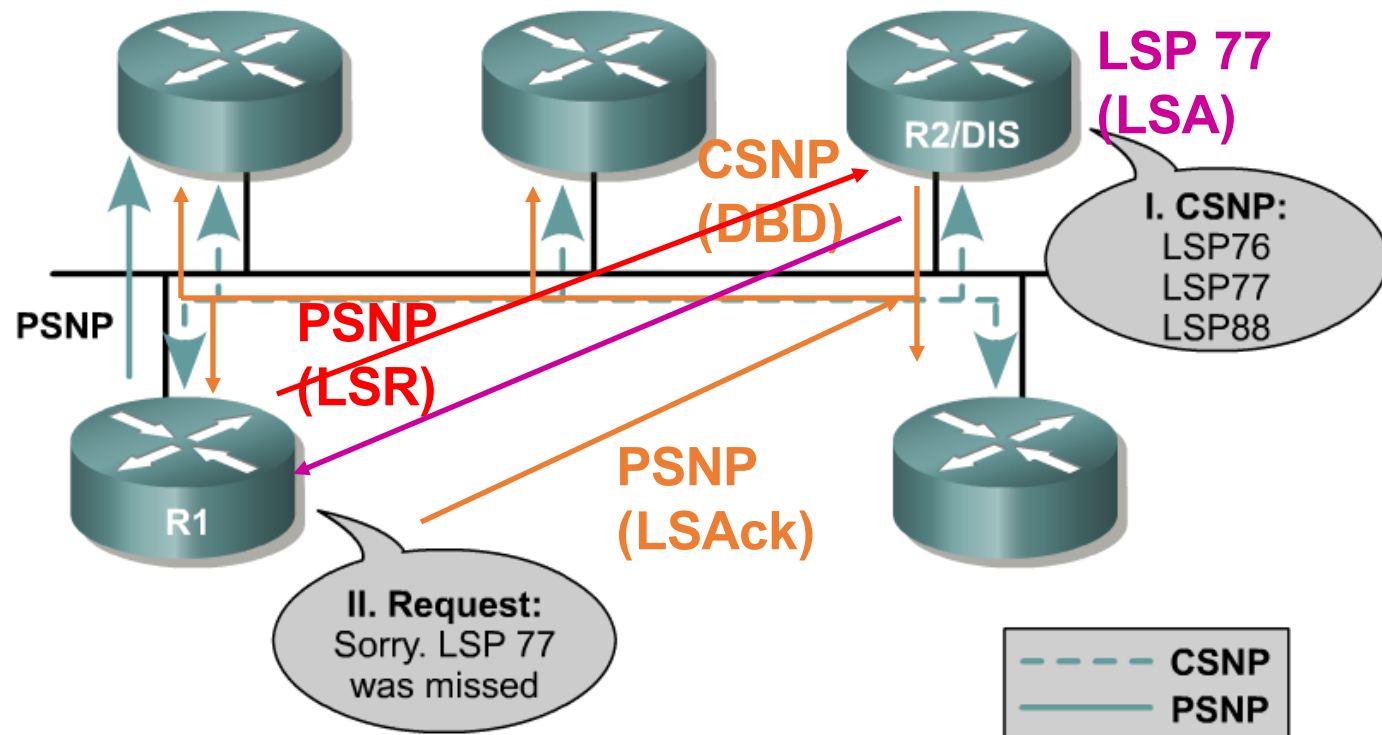 LSP 77
(LSA)
R2/DIS
CSNP
(DBD)
I. CSNP:
LSP76
LSP77
LSP88
PSNP
PSNP
(LSR)
PSNP
(LSAck)
R1
II. Request:
Sorry. LSP 77
was missed
CSNP
PSNP